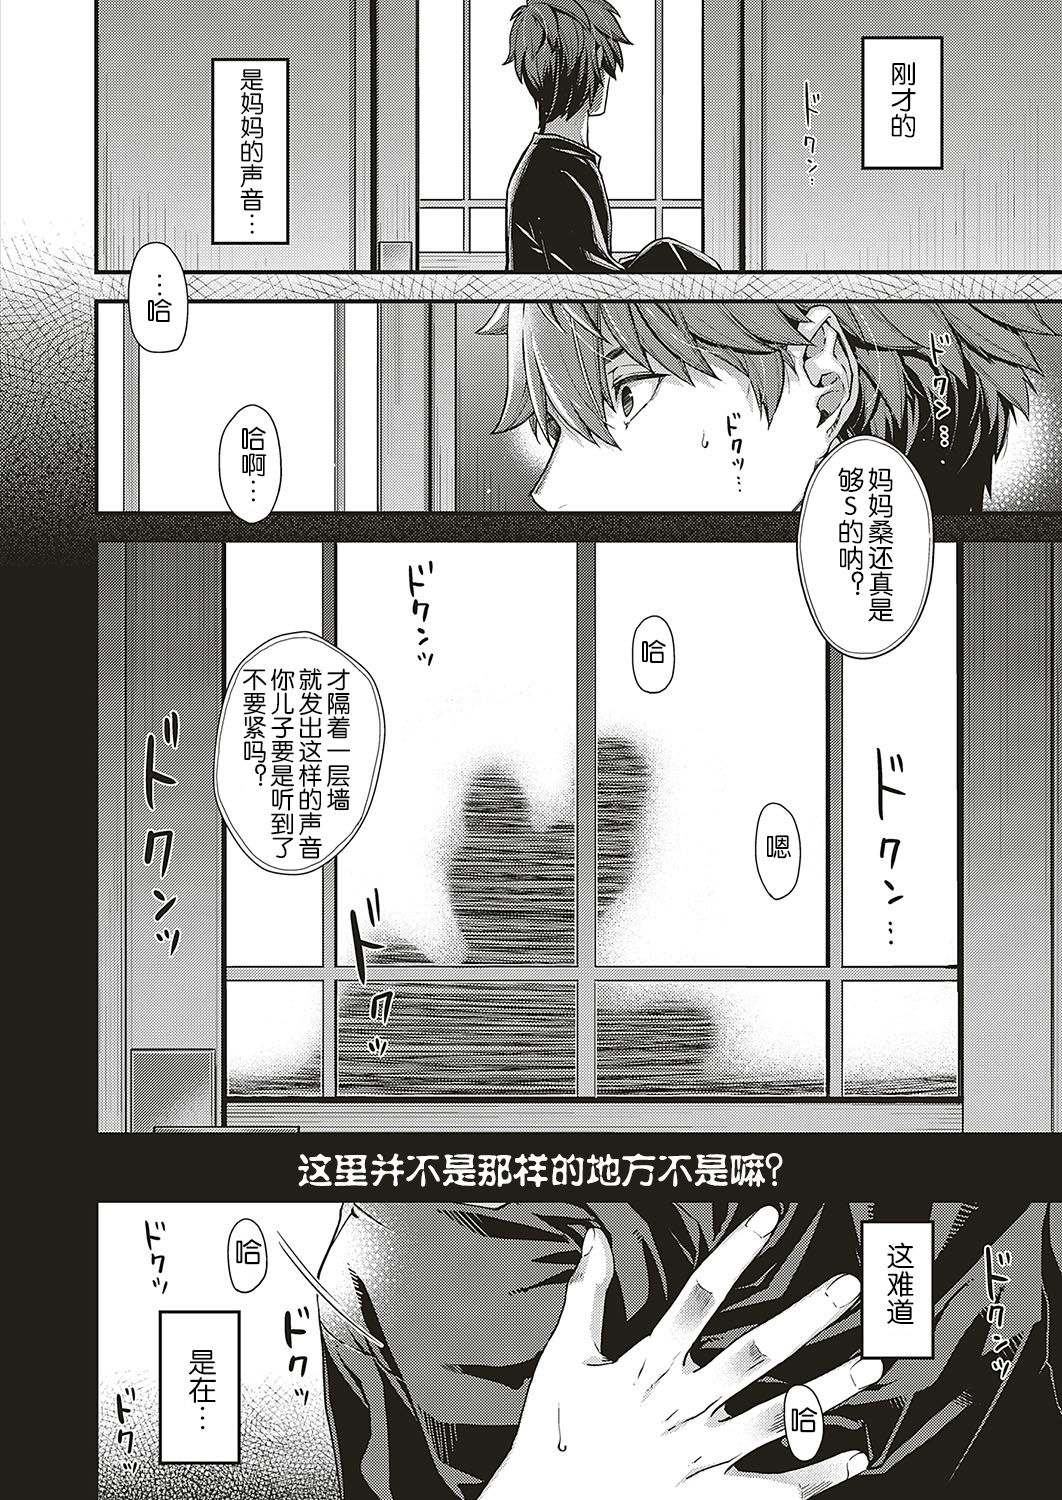 刚才的
ドクン…
是妈妈的声音…
ドクン…
ドクッ…
…哈
哈啊…
妈妈桑还真是
够S的呐？
ドクンッ
哈
才隔着一层墙
就发出这样的声音
你儿子要是听到了
不要紧吗？
ドクン…
嗯
ドクンッ
ドクンッ
这里并不是那样的地方不是嘛？
这难道
ドクンッ
哈
ドクンッ
ドクンッ
哈
是在…
ドクンッ